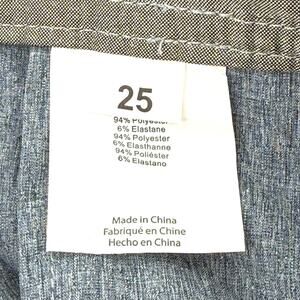 25
94% Polyester
6% Elastane
94% Polyester
6% Elasthanne
94% Poliéster
6% Elastano
Made in China
Fabriqué en Chine
Hecho en China